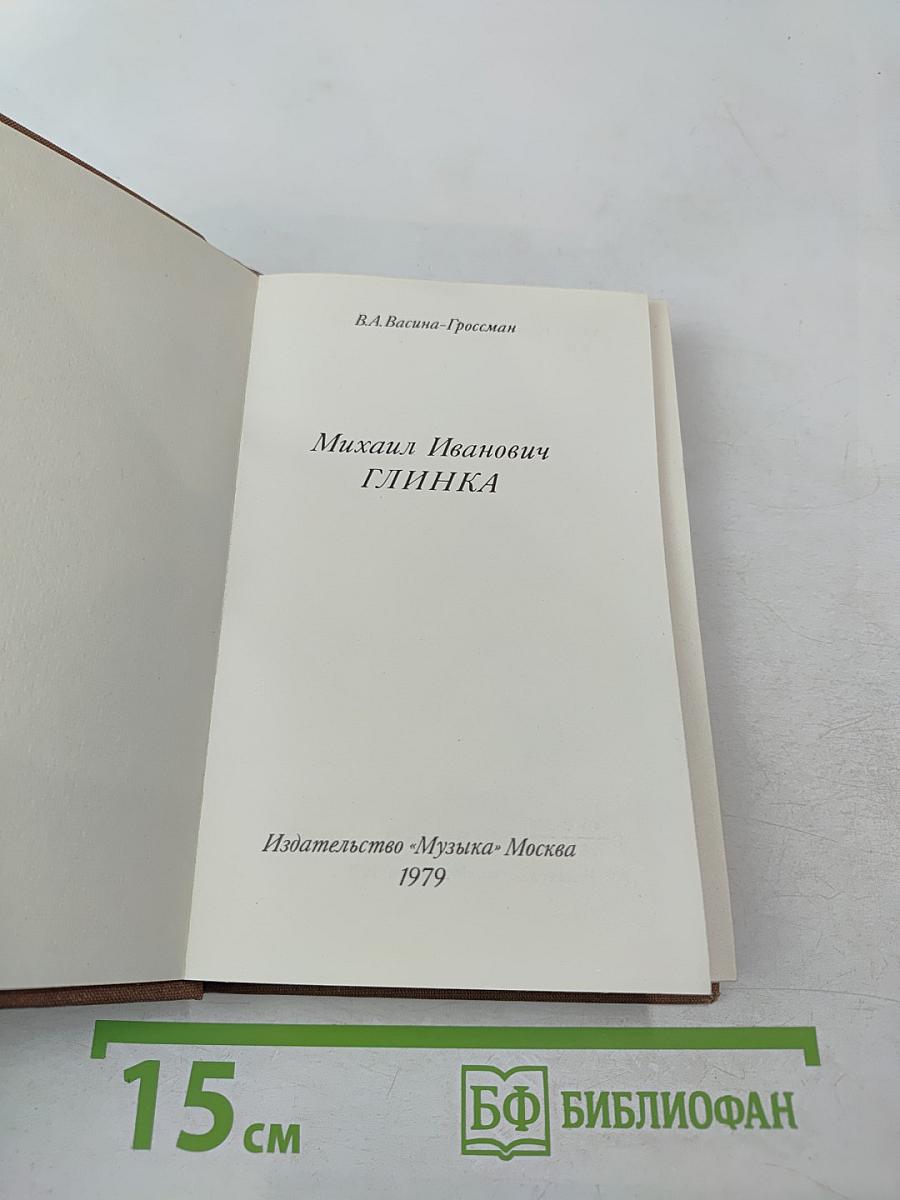 В.А.Васина-Гроссман
Михаил Иванович
ГЛИНКА
Издательство «Музыка» Москва
1979
15 см
БФ БИБЛИОФАН